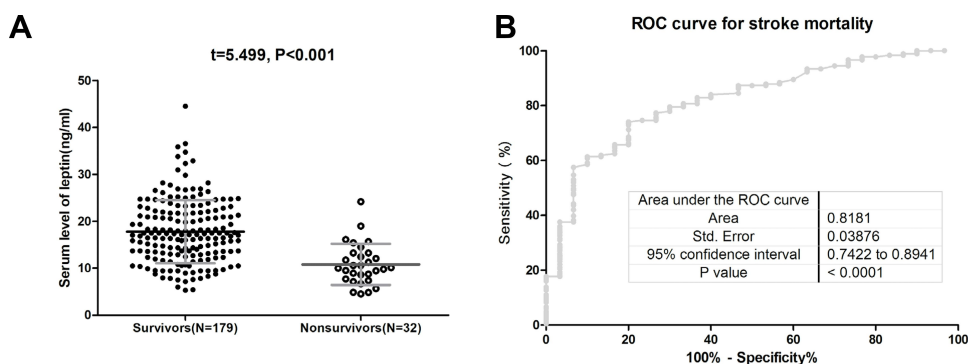 A
t=5.499, P<0.001
Serum level of leptin(ng/ml)
50
40
30
20
10
0
Survivors(N=179)
Nonsurvivors(N=32)
B
ROC curve for stroke mortality
Sensitivity ( %)
100
80
60
40
20
0
Area under the ROC curve
Area 0.8181
Std. Error 0.03876
95% confidence interval 0.7422 to 0.8941
P value < 0.0001
0 20 40 60 80 100
100% - Specificity%